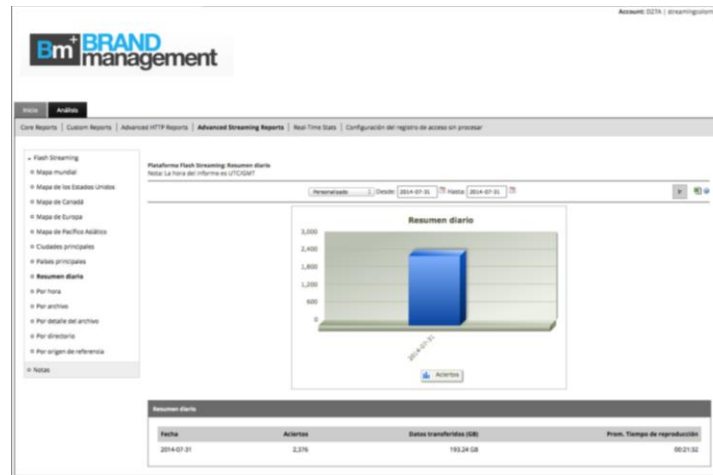 Account: D27A | streamingcolom
Bm+ BRAND
management
Inicio Análisis
Core Reports | Custom Reports | Advanced HTTP Reports | Advanced Streaming Reports | Real-Time Stats | Configuración del registro de acceso sin procesar
Flash Streaming
Mapa mundial
Mapa de los Estados Unidos
Mapa de Canadá
Mapa de Europa
Mapa de Pacífico Asiático
Ciudades principales
Países principales
Resumen diario
Por hora
Por archivo
Por detalle del archivo
Por directorio
Por origen de referencia
Notas
Plataforma Flash Streaming: Resumen diario
Nota: La hora del informe es UTC/GMT
Personalizado Desde: 2014-07-31 Hasta: 2014-07-31 Ir
Resumen diario
3,000
2,400
1,800
1,200
600
0
2014-07-31
Aciertos
Resumen diario
Fecha Aciertos Datos transferidos (GB) Prom. Tiempo de reproducción
2014-07-31 2,376 193.24 GB 00:21:52